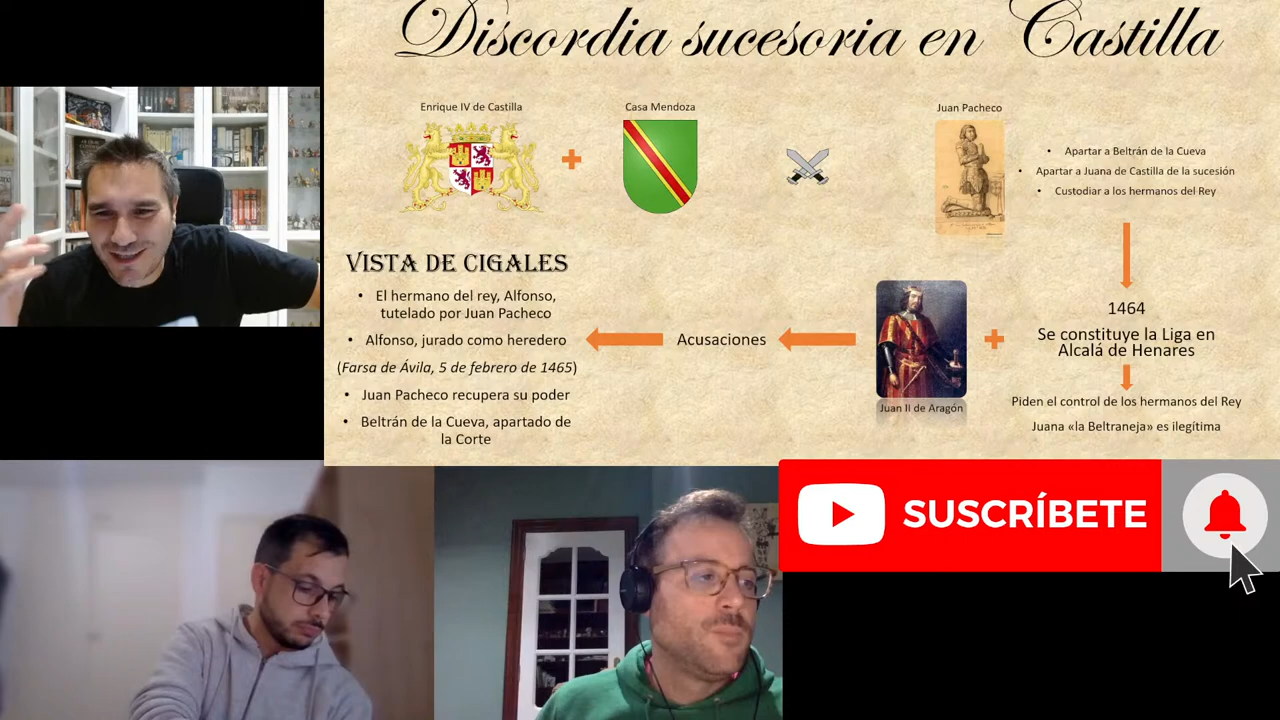 Discordia sucesoria en Castilla
Enrique IV de Castilla
Casa Mendoza
Juan Pacheco
• Apartar a Beltrán de la Cueva
• Apartar a Juana de Castilla de la sucesión
• Custodiar a los hermanos del Rey
VISTA DE CIGALES
• El hermano del rey, Alfonso,
tutelado por Juan Pacheco
• Alfonso, jurado como heredero
(Farsa de Ávila, 5 de febrero de 1465)
• Juan Pacheco recupera su poder
• Beltrán de la Cueva, apartado de
la Corte
Acusaciones
Juan II de Aragón
1464
Se constituye la Liga en
Alcalá de Henares
Piden el control de los hermanos del Rey
Juana «la Beltraneja» es ilegítima
SUSCRÍBETE